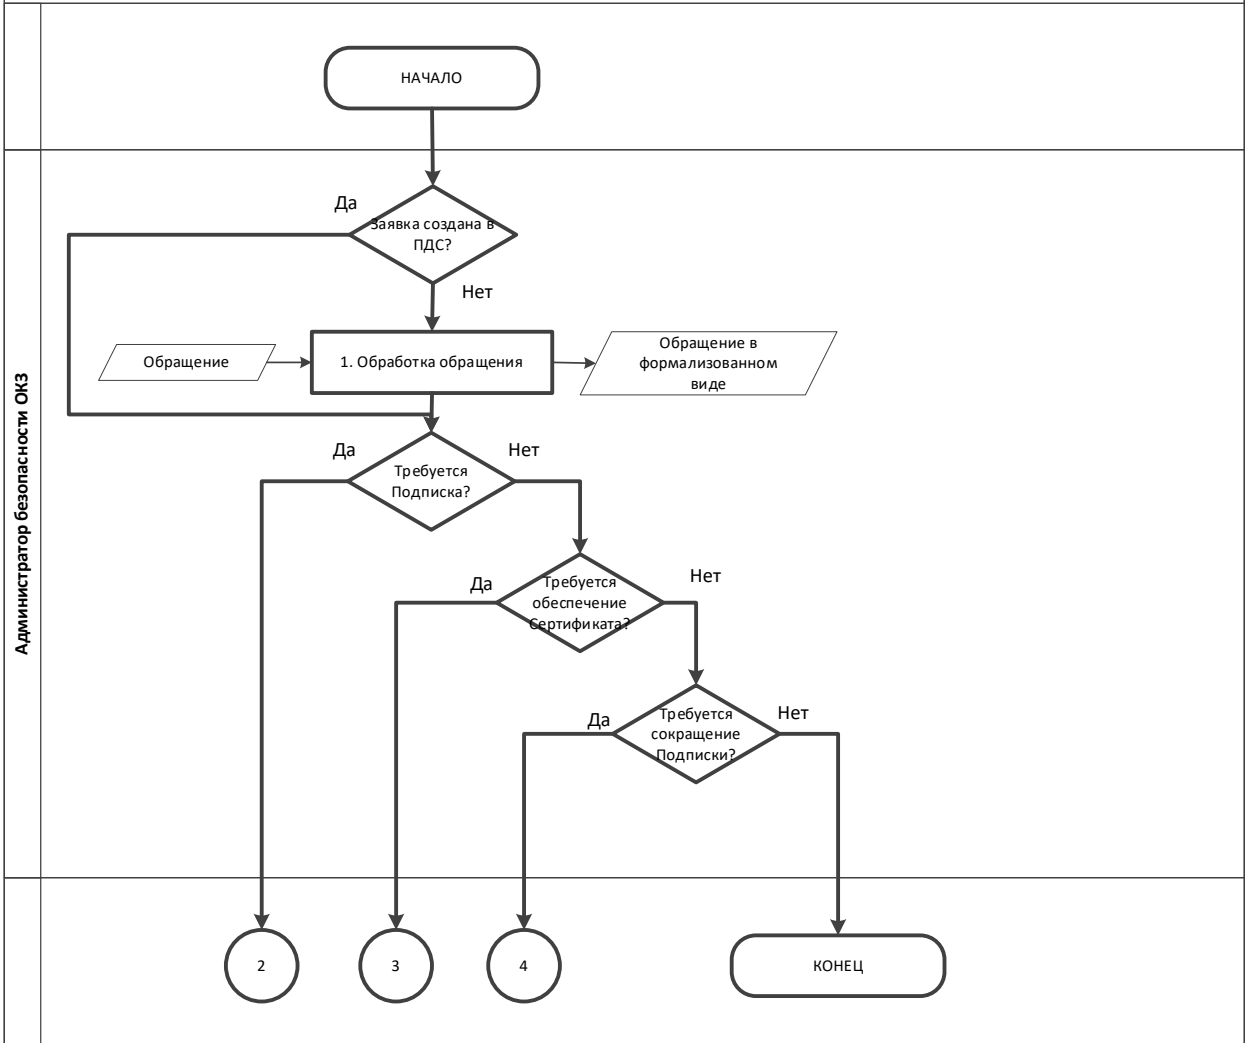 НАЧАЛО
Да
Заявка создана в
ПДС?
Нет
Обращение
1. Обработка обращения
Обращение в
формализованном
виде
Администратор безопасности ОКЗ
Да
Нет
Требуется
Подписка?
Да
Нет
Требуется
обеспечение
Сертификата?
Да
Нет
Требуется
сокращение
Подписки?
2
3
4
КОНЕЦ